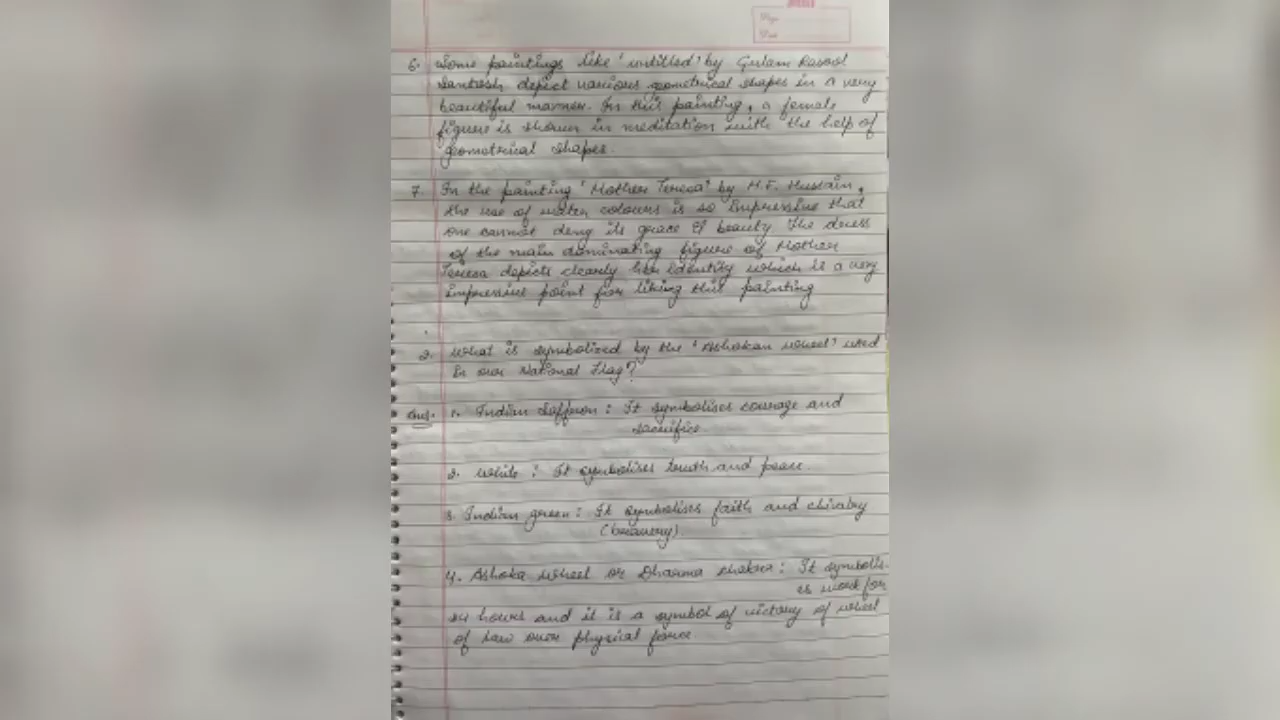 6. Some paintings like 'untitled' by Gulam Rasool
Santosh depict various geometrical shapes in a very
beautiful manner. In this painting, a female
figure is shown in meditation with the help of
geometrical shapes.
7. In the painting 'Mother Teresa' by M.F. Hussain,
the use of water colours is so impressive that
one cannot deny its grace & beauty. The dress
of the main dominating figure of Mother
Teresa depicts clearly her identity which is a very
impressive point for liking this painting
2. What is symbolized by the 'Ashokan wheel' used
in our National Flag?
Ans. 1. Indian Saffron : It symbolises courage and
sacrifice
2. White : It symbolises truth and peace.
3. Indian green : It symbolises faith and chivalry
(bravery).
4. Ashoka wheel or Dharma chakra : It symbolis-
es work for
24 hours and it is a symbol of victory of wheel
of law over physical force